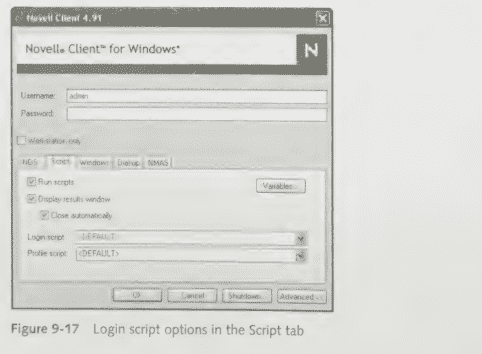 Novell Client 4.91
Novell® Client™ for Windows*
N
Username: admin
Password:
Workstation only
NDS Script Windows Dialup NMAS
Run scripts Variables...
Display results window
Close automatically
Login script: <DEFAULT>
Profile script: <DEFAULT>
OK Cancel Shutdown... Advanced <<
Figure 9-17 Login script options in the Script tab